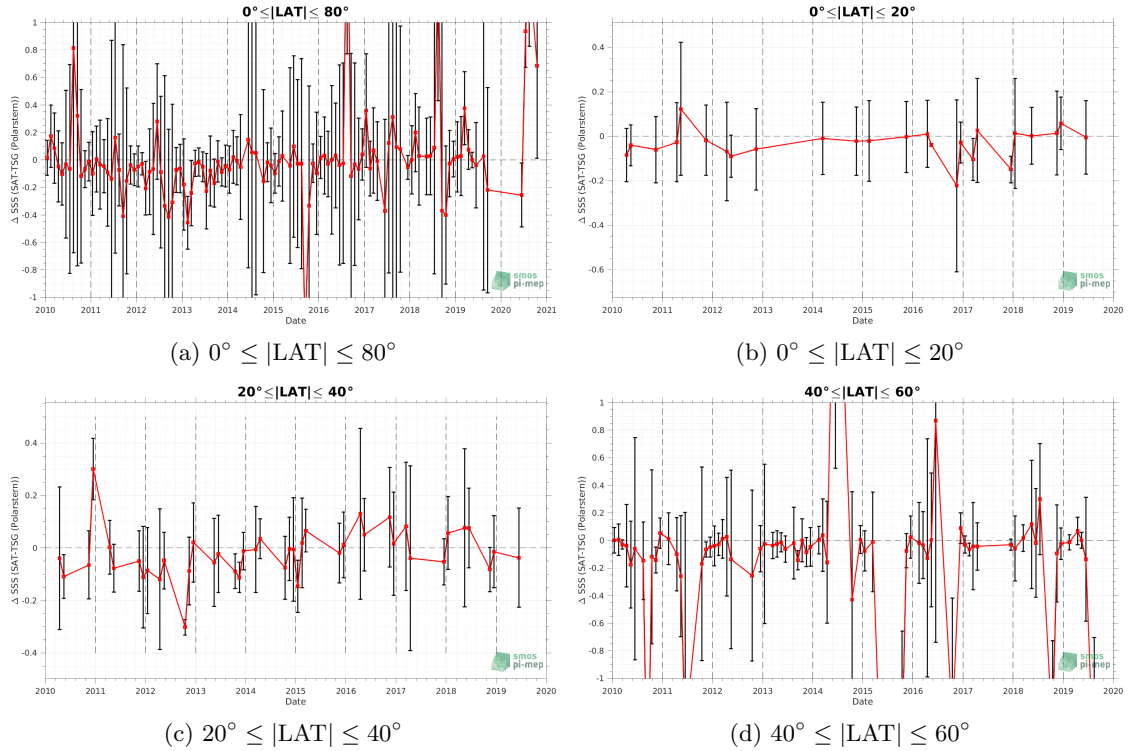 0°≤|LAT|≤ 80°
Δ SSS (SAT-TSG (Polarstern))
1
0.8
0.6
0.4
0.2
0
-0.2
-0.4
-0.6
-0.8
-1
smos
pi-mep
2010 2011 2012 2013 2014 2015 2016 2017 2018 2019 2020 2021
Date
(a) 0° ≤ |LAT| ≤ 80°
0°≤|LAT|≤ 20°
Δ SSS (SAT-TSG (Polarstern))
0.4
0.2
0
-0.2
-0.4
-0.6
smos
pi-mep
2010 2011 2012 2013 2014 2015 2016 2017 2018 2019 2020
Date
(b) 0° ≤ |LAT| ≤ 20°
20°≤|LAT|≤ 40°
Δ SSS (SAT-TSG (Polarstern))
0.4
0.2
0
-0.2
-0.4
smos
pi-mep
2010 2011 2012 2013 2014 2015 2016 2017 2018 2019 2020
Date
(c) 20° ≤ |LAT| ≤ 40°
40°≤|LAT|≤ 60°
Δ SSS (SAT-TSG (Polarstern))
1
0.8
0.6
0.4
0.2
0
-0.2
-0.4
-0.6
-0.8
-1
smos
pi-mep
2010 2011 2012 2013 2014 2015 2016 2017 2018 2019 2020
Date
(d) 40° ≤ |LAT| ≤ 60°